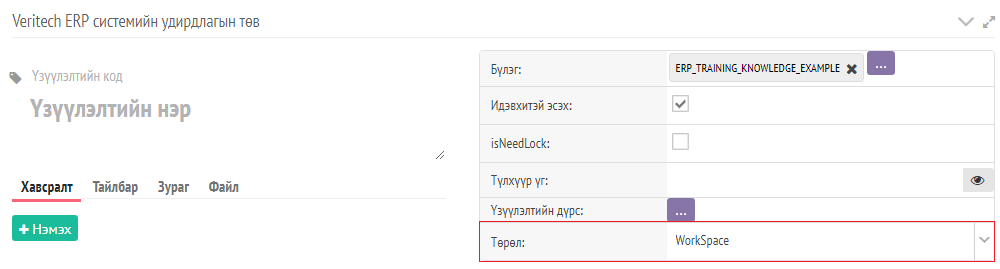 Veritech ERP системийн удирдлагын төв
Үзүүлэлтийн код
Үзүүлэлтийн нэр
Хавсралт Тайлбар Зураг Файл
+ Нэмэх
Бүлэг: ERP_TRAINING_KNOWLEDGE_EXAMPLE ...
Идэвхитэй эсэх:
isNeedLock:
Түлхүүр үг:
Үзүүлэлтийн дүрс: ...
Төрөл: WorkSpace